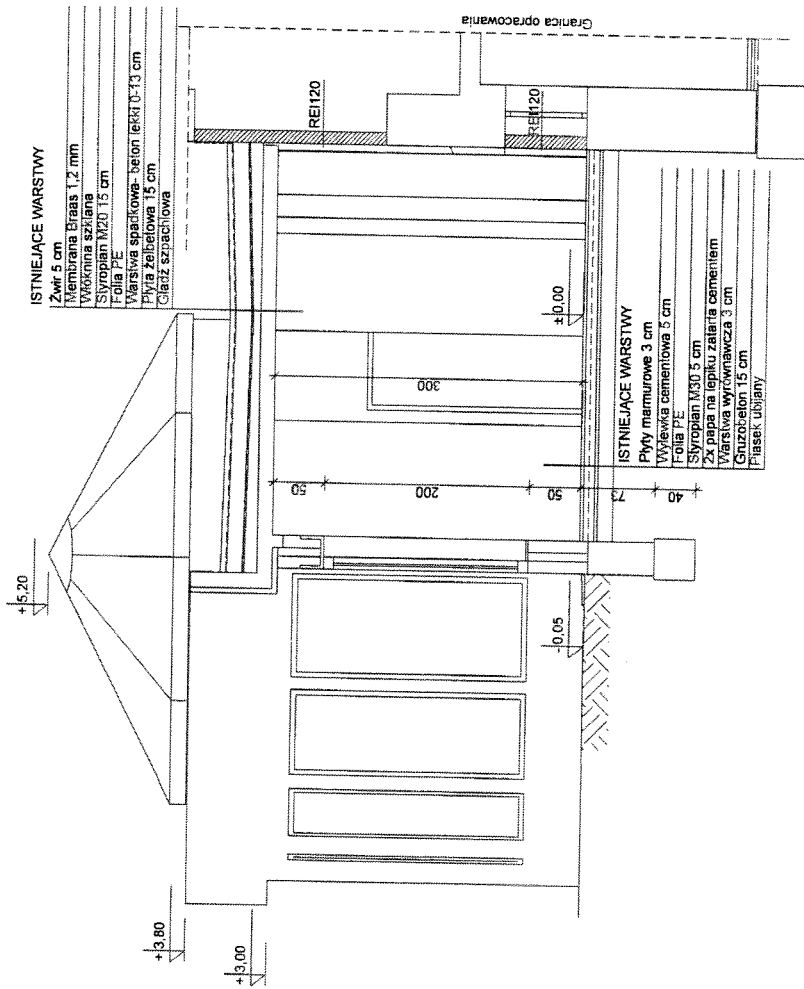 ISTNIEJĄCE WARSTWY
Żwir 5 cm
Membrana Braas 1,2 mm
Włóknina szklana
Styropian M20 15 cm
Folia PE
Warstwa spadkowa- beton lekki 0-13 cm
Płyta żelbetowa 15 cm
Gładź szpachlowa
Granica opracowania
REI120
REI120
+5,20
+3,80
+3,00
±0,00
-0,05
300
50
200
50
73
40
ISTNIEJĄCE WARSTWY
Płyty marmurowe 3 cm
Wylewka cementowa 5 cm
Folia PE
Styropian M30 5 cm
2x papa na lepiku zatarta cementem
Warstwa wyrównawcza 3 cm
Gruzobeton 15 cm
Piasek ubijany